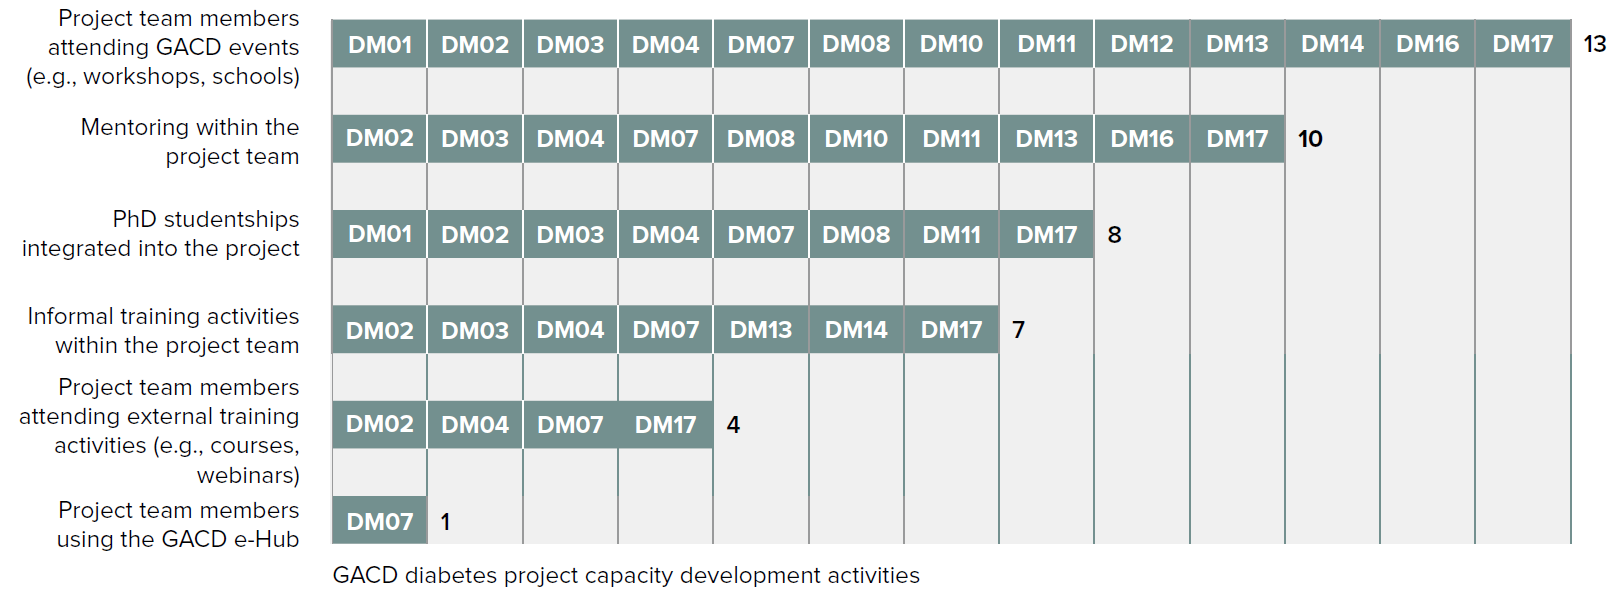 Project team members
attending GACD events
(e.g., workshops, schools)
DM01 DM02 DM03 DM04 DM07 DM08 DM10 DM11 DM12 DM13 DM14 DM16 DM17 13
Mentoring within the
project team
DM02 DM03 DM04 DM07 DM08 DM10 DM11 DM13 DM16 DM17 10
PhD studentships
integrated into the project
DM01 DM02 DM03 DM04 DM07 DM08 DM11 DM17 8
Informal training activities
within the project team
DM02 DM03 DM04 DM07 DM13 DM14 DM17 7
Project team members
attending external training
activities (e.g., courses,
webinars)
DM02 DM04 DM07 DM17 4
Project team members
using the GACD e-Hub
DM07 1
GACD diabetes project capacity development activities